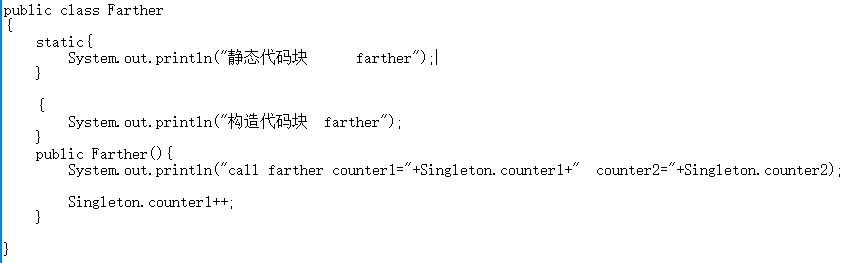 public class Farther
{
    static{
        System.out.println("静态代码块      farther");
    }

    {
        System.out.println("构造代码块  farther");
    }
    public Farther(){
        System.out.println("call farther counter1="+Singleton.counter1+"  counter2="+Singleton.counter2);

        Singleton.counter1++;
    }

}